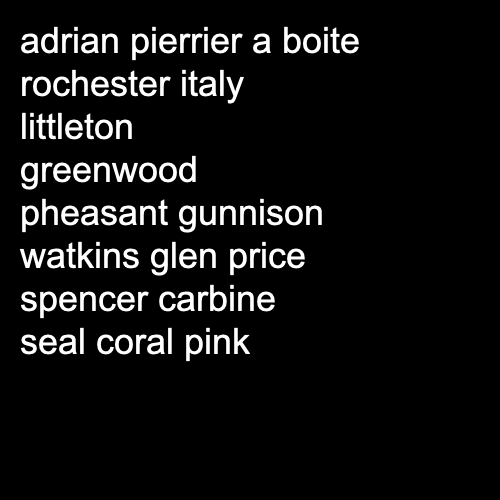 adrian pierrier a boite
rochester italy
littleton
greenwood
pheasant gunnison
watkins glen price
spencer carbine
seal coral pink